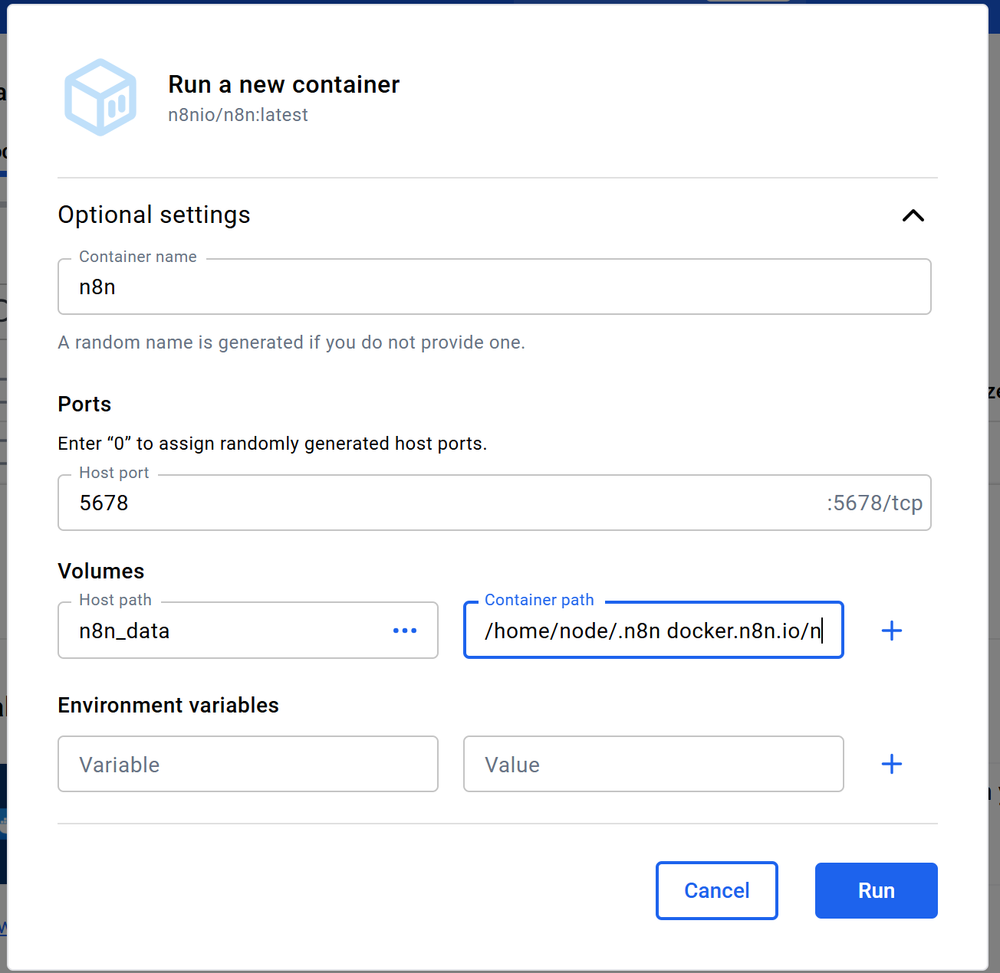 Run a new container
n8nio/n8n:latest
Optional settings
Container name
n8n
A random name is generated if you do not provide one.
Ports
Enter “0” to assign randomly generated host ports.
Host port
5678 :5678/tcp
Volumes
Host path Container path
n8n_data ••• /home/node/.n8n docker.n8n.io/n
Environment variables
Variable Value
Cancel Run